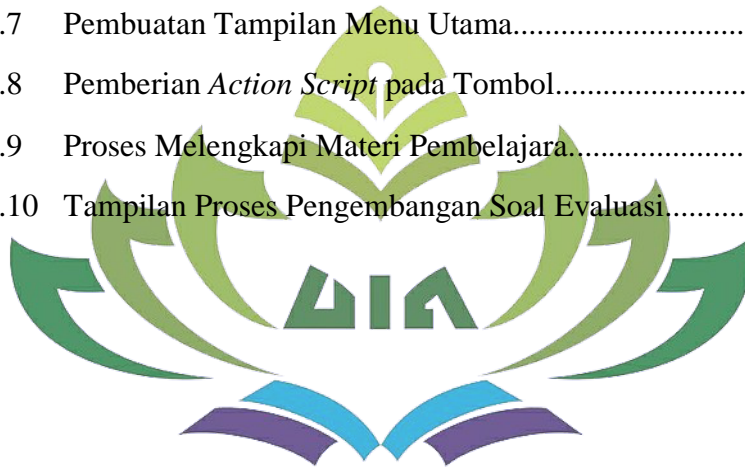 .7 Pembuatan Tampilan Menu Utama............................
.8 Pemberian Action Script pada Tombol.......................
.9 Proses Melengkapi Materi Pembelajara.....................
.10 Tampilan Proses Pengembangan Soal Evaluasi...........
UIN